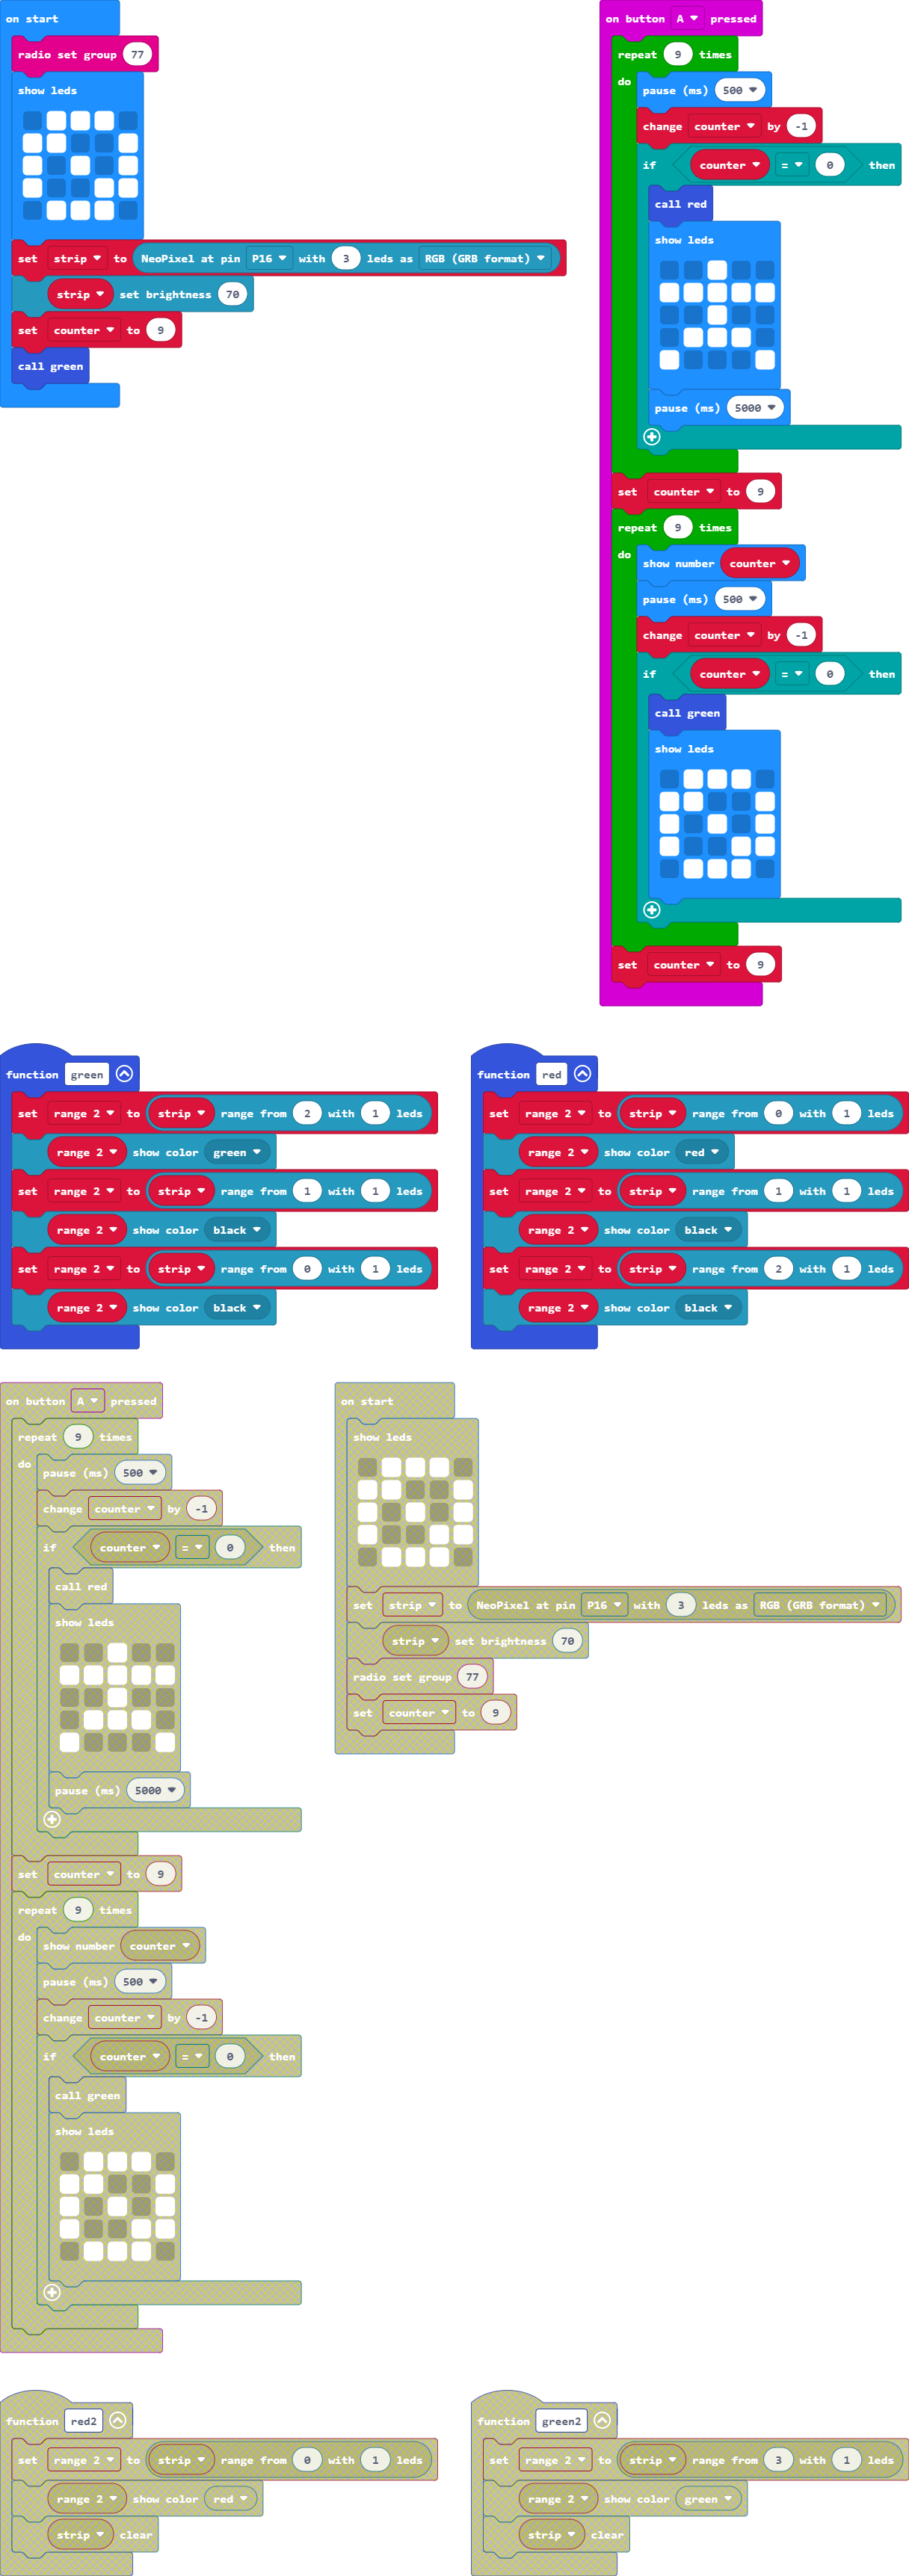 on start
radio set group 77
show leds
set strip to NeoPixel at pin P16 with 3 leds as RGB (GRB format)
strip set brightness 70
set counter to 9
call green
on button A pressed
repeat 9 times
do
pause (ms) 500
change counter by -1
if counter = 0 then
call red
show leds
pause (ms) 5000
set counter to 9
repeat 9 times
do
show number counter
pause (ms) 500
change counter by -1
if counter = 0 then
call green
show leds
set counter to 9
function green
set range 2 to strip range from 2 with 1 leds
range 2 show color green
set range 2 to strip range from 1 with 1 leds
range 2 show color black
set range 2 to strip range from 0 with 1 leds
range 2 show color black
function red
set range 2 to strip range from 0 with 1 leds
range 2 show color red
set range 2 to strip range from 1 with 1 leds
range 2 show color black
set range 2 to strip range from 2 with 1 leds
range 2 show color black
on button A pressed
repeat 9 times
do
pause (ms) 500
change counter by -1
if counter = 0 then
call red
show leds
pause (ms) 5000
set counter to 9
repeat 9 times
do
show number counter
pause (ms) 500
change counter by -1
if counter = 0 then
call green
show leds
on start
show leds
set strip to NeoPixel at pin P16 with 3 leds as RGB (GRB format)
strip set brightness 70
radio set group 77
set counter to 9
function red2
set range 2 to strip range from 0 with 1 leds
range 2 show color red
strip clear
function green2
set range 2 to strip range from 3 with 1 leds
range 2 show color green
strip clear